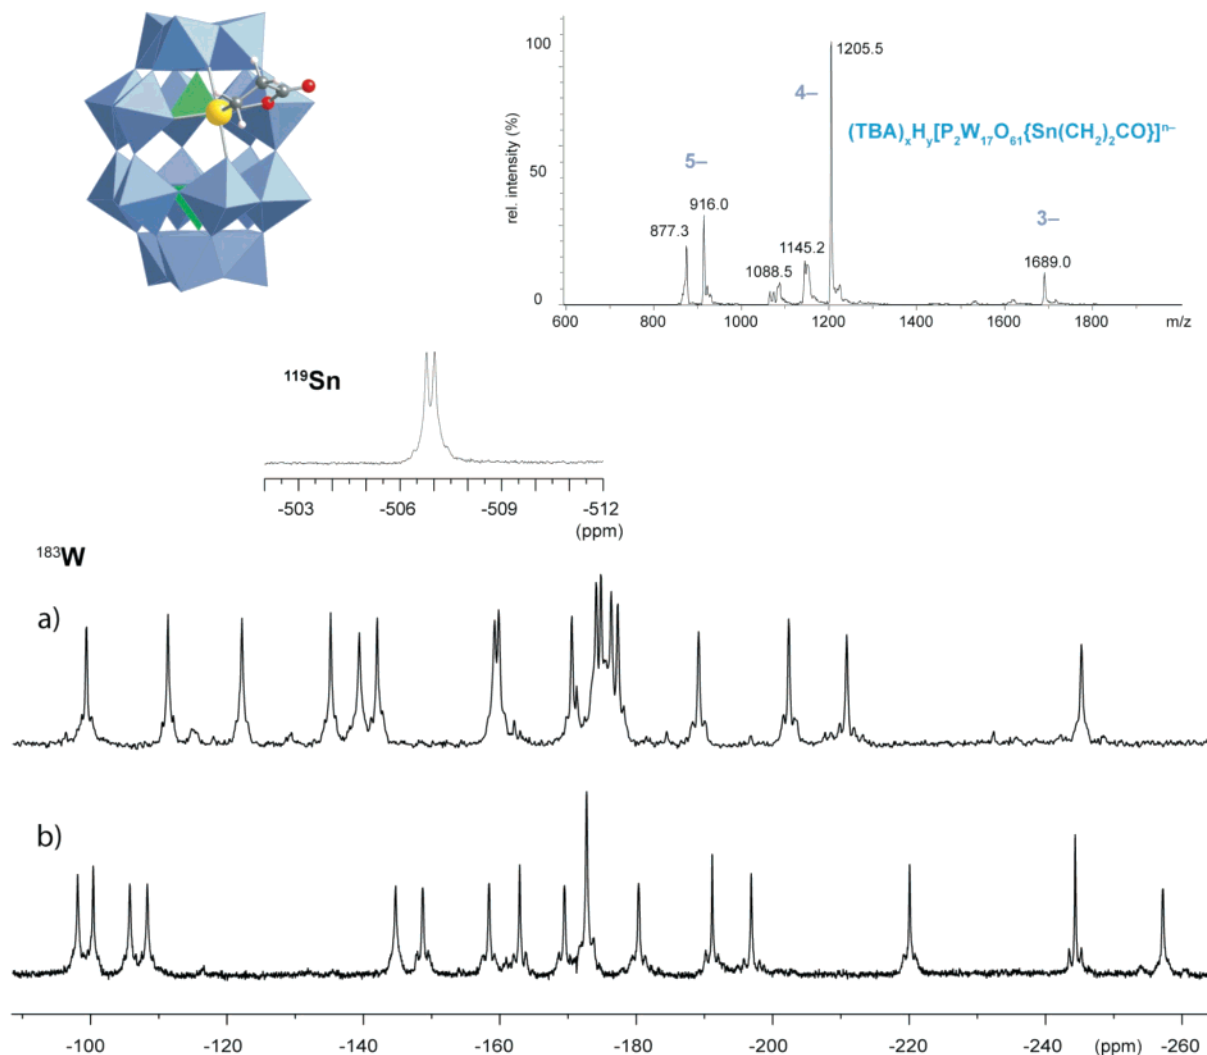 100
1205.5
4–
(TBA)ₓHᵧ[P₂W₁₇O₆₁{Sn(CH₂)₂CO}]ⁿ⁻
rel. intensity (%)
5–
50
916.0
3–
877.3
1145.2
1689.0
1088.5
0
600 800 1000 1200 1400 1600 1800 m/z
¹¹⁹Sn
-503 -506 -509 -512
(ppm)
¹⁸³W
a)
b)
-100 -120 -140 -160 -180 -200 -220 -240 (ppm) -260